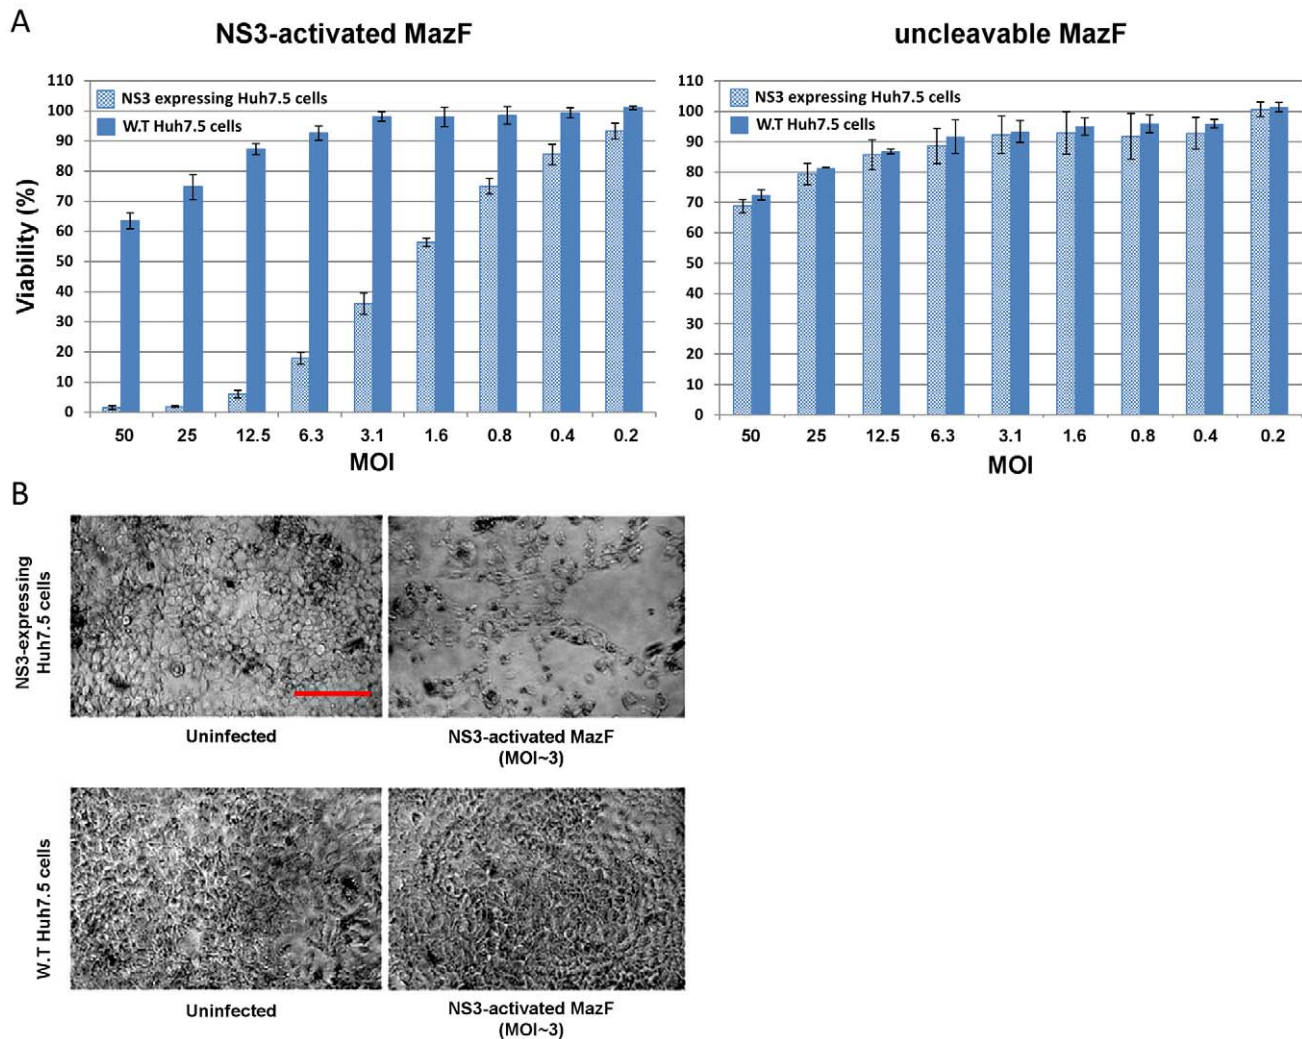 A
NS3-activated MazF
uncleavable MazF
110
100
90
80
70
60
50
40
30
20
10
0
Viability (%)
NS3 expressing Huh7.5 cells
W.T Huh7.5 cells
50 25 12.5 6.3 3.1 1.6 0.8 0.4 0.2
MOI
110
100
90
80
70
60
50
40
30
20
10
0
NS3 expressing Huh7.5 cells
W.T Huh7.5 cells
50 25 12.5 6.3 3.1 1.6 0.8 0.4 0.2
MOI
B
NS3-expressing
Huh7.5 cells
Uninfected
NS3-activated MazF
(MOI~3)
W.T Huh7.5 cells
Uninfected
NS3-activated MazF
(MOI~3)